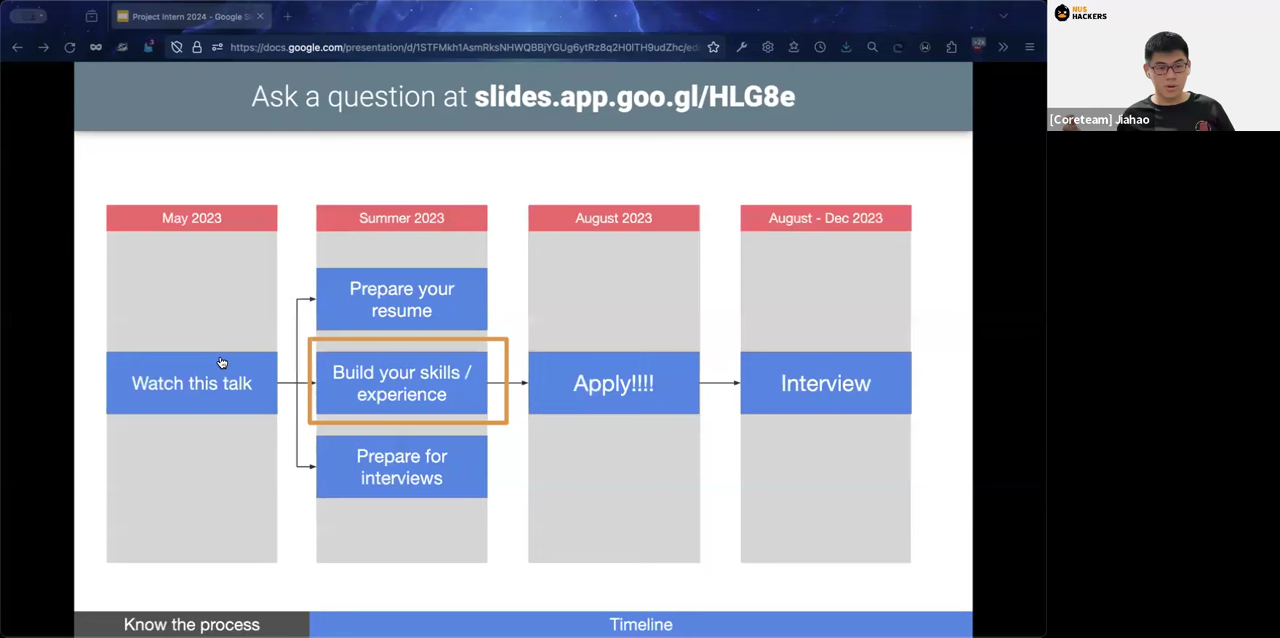 Project Intern 2024 - Google Sl
https://docs.google.com/presentation/d/1STFMkh1AsmRksNHWQBBjYGUg6ytRz8q2H0lTH9udZhc/ed
NUS
HACKERS
[Coreteam] Jiahao
Ask a question at slides.app.goo.gl/HLG8e
May 2023
Summer 2023
August 2023
August - Dec 2023
Prepare your
resume
Watch this talk
Build your skills /
experience
Apply!!!!
Interview
Prepare for
interviews
Know the process
Timeline